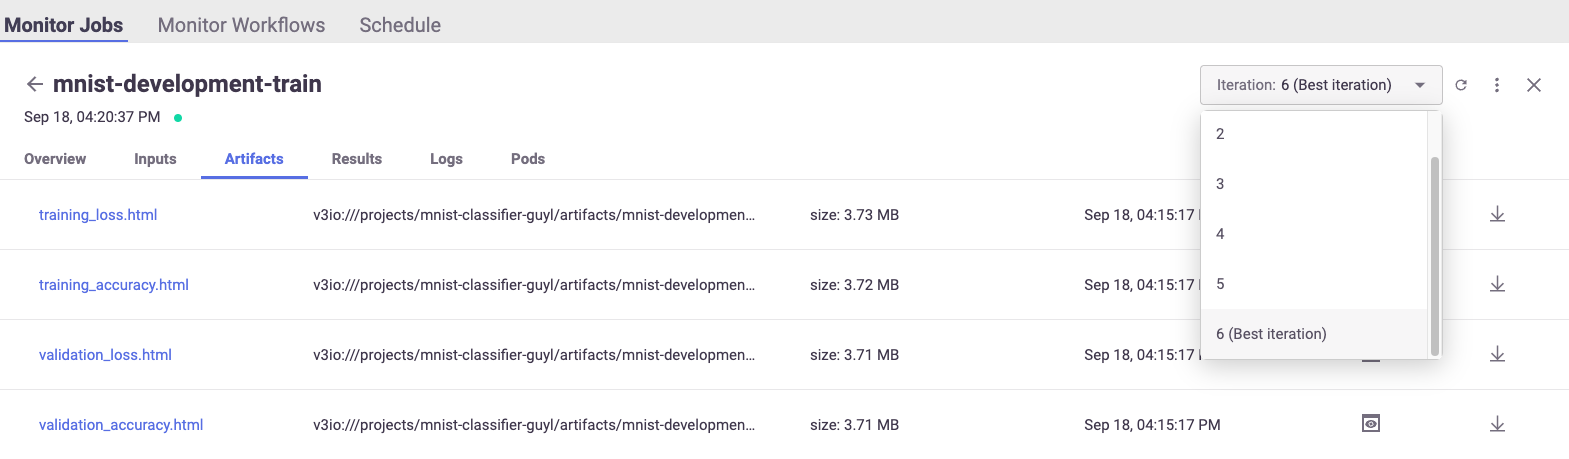 Monitor Jobs Monitor Workflows Schedule
mnist-development-train
Iteration: 6 (Best iteration)
Sep 18, 04:20:37 PM
2
Overview Inputs Artifacts Results Logs Pods
3
training_loss.html v3io:///projects/mnist-classifier-guyl/artifacts/mnist-developmen... size: 3.73 MB Sep 18, 04:15:17
4
training_accuracy.html v3io:///projects/mnist-classifier-guyl/artifacts/mnist-developmen... size: 3.72 MB Sep 18, 04:15:17
5
6 (Best iteration)
validation_loss.html v3io:///projects/mnist-classifier-guyl/artifacts/mnist-developmen... size: 3.71 MB Sep 18, 04:15:17
validation_accuracy.html v3io:///projects/mnist-classifier-guyl/artifacts/mnist-developmen... size: 3.71 MB Sep 18, 04:15:17 PM